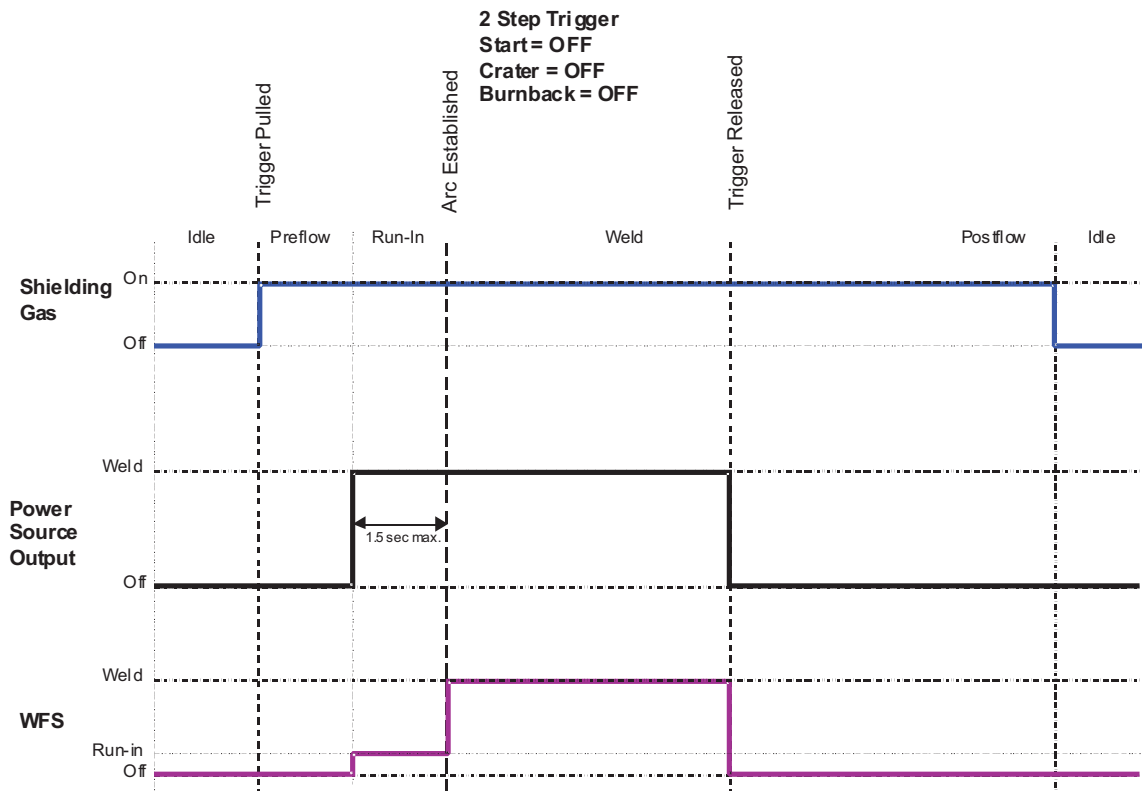 2 Step Trigger
Start = OFF
Crater = OFF
Burnback = OFF
Trigger Pulled
Arc Established
Trigger Released
Idle
Preflow
Run-In
Weld
Postflow
Idle
Shielding
Gas
On
Off
Power
Source
Output
Weld
1.5 sec max.
Off
WFS
Weld
Run-in
Off